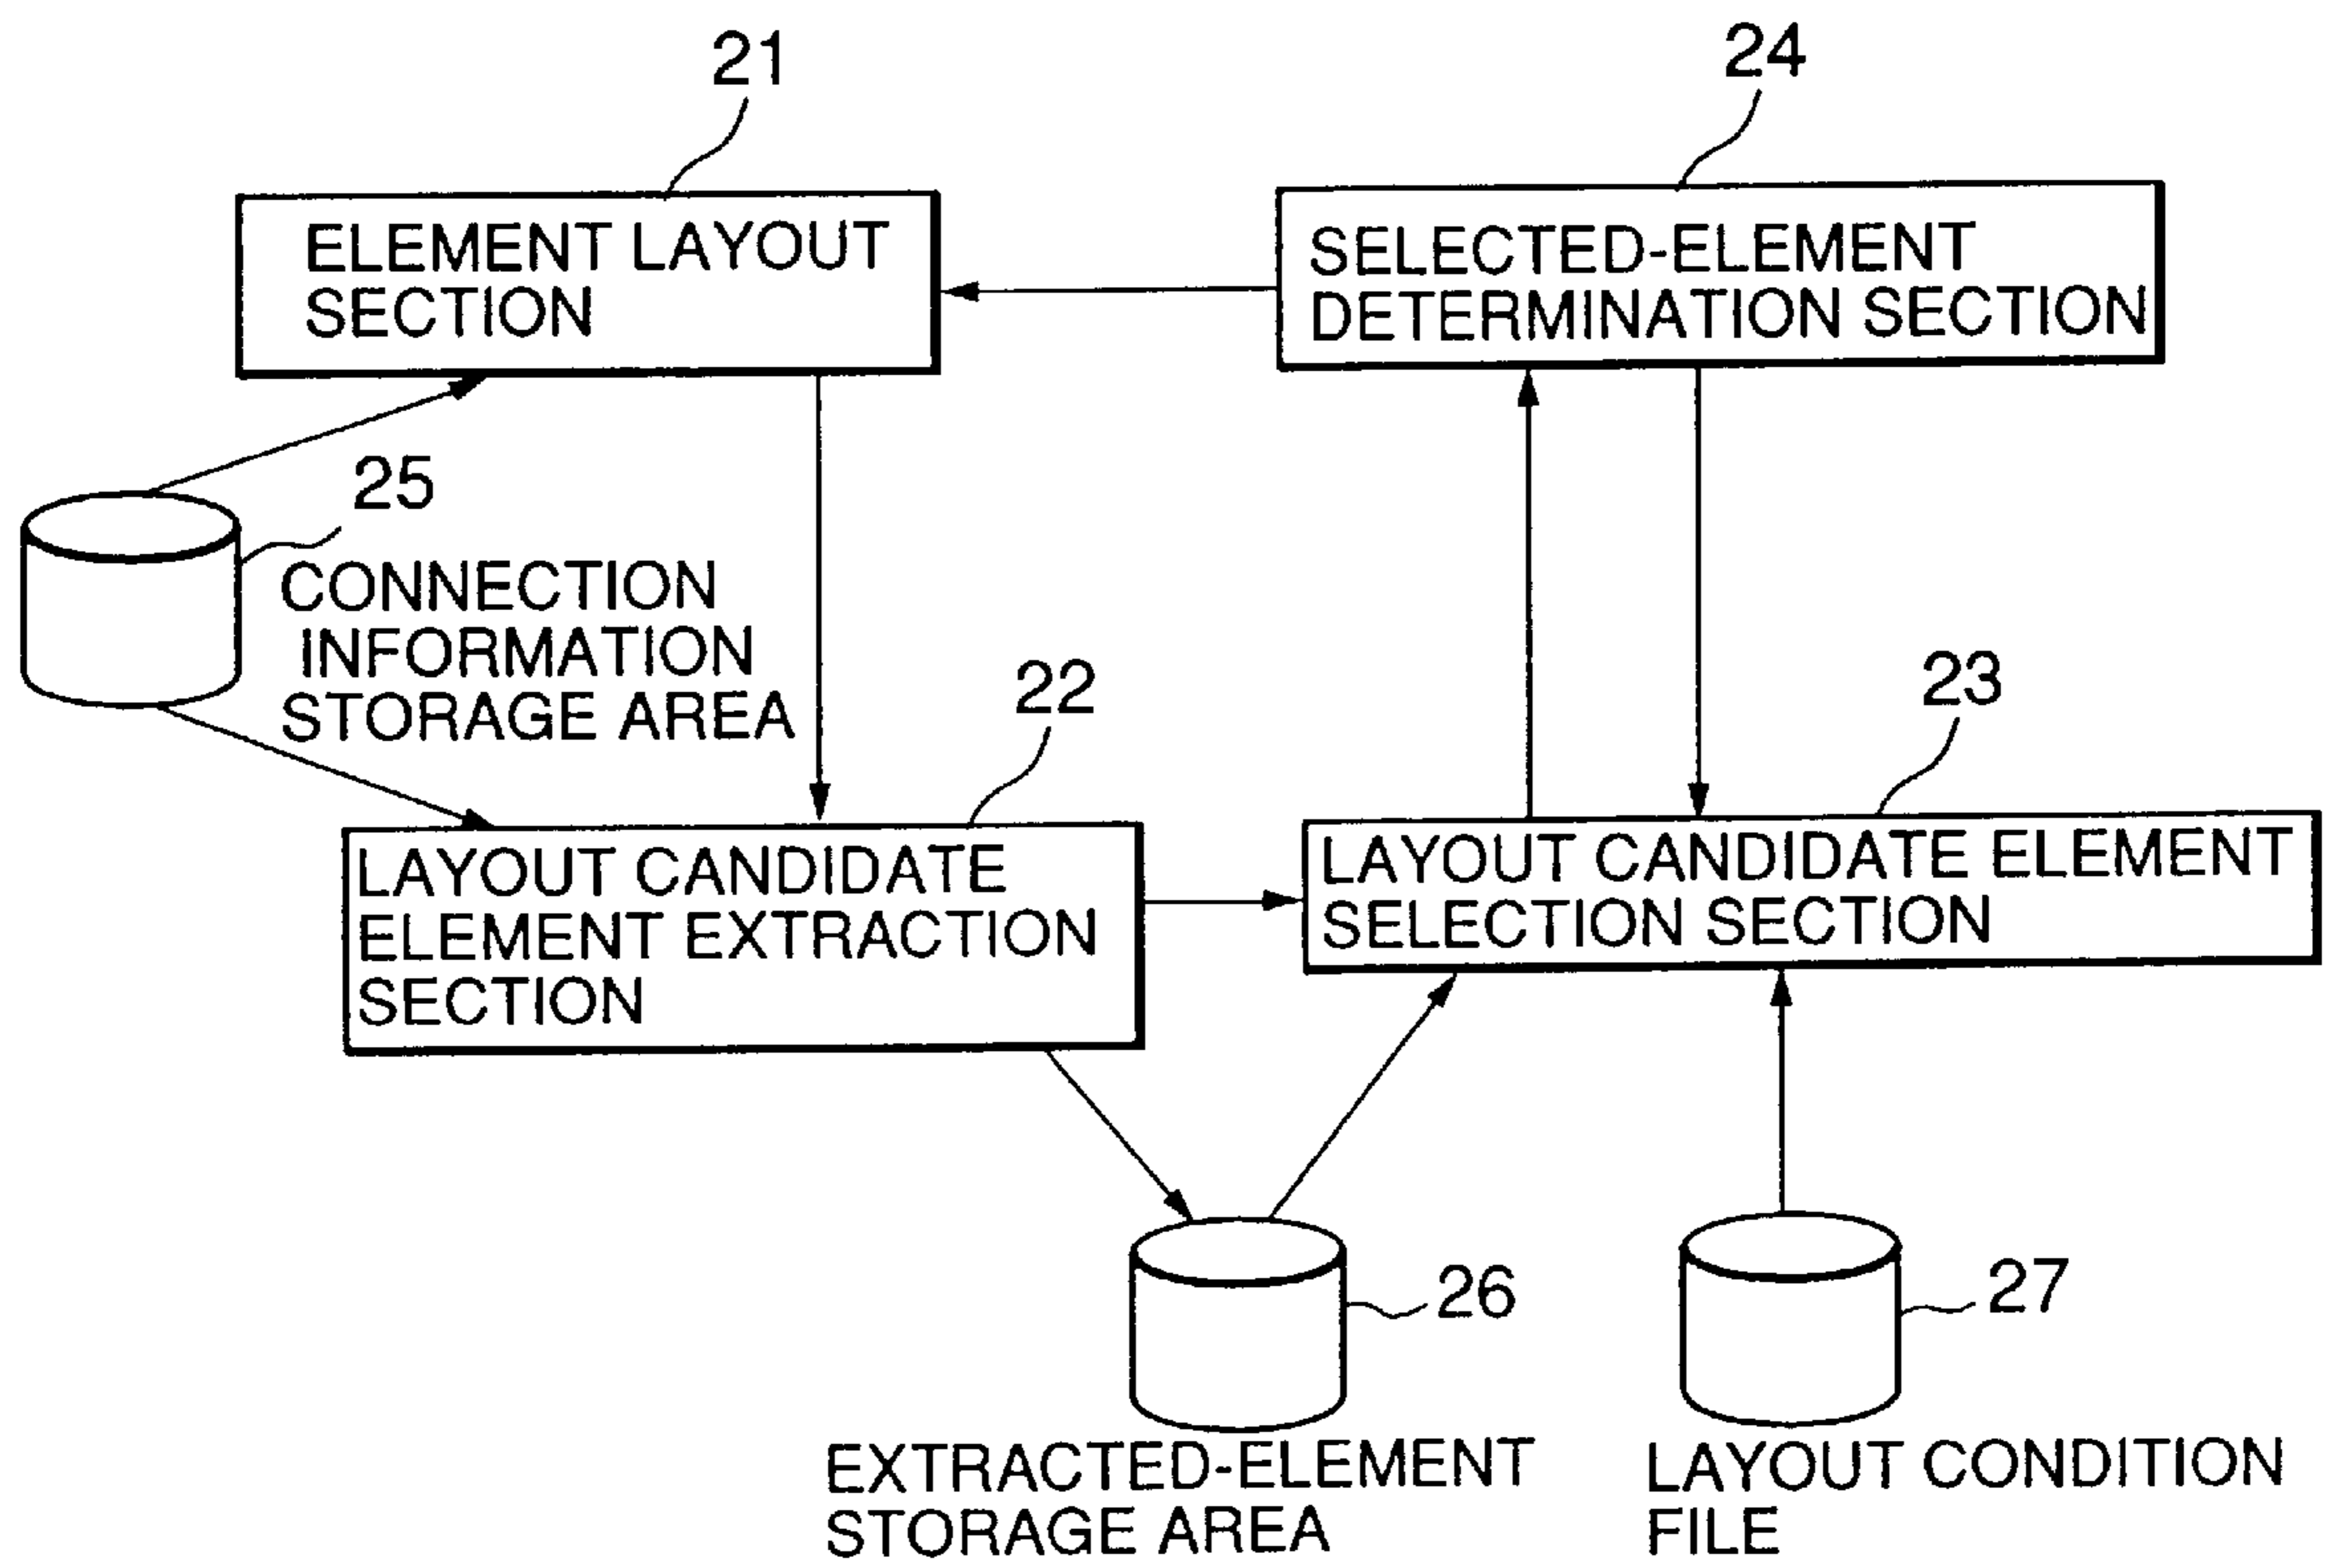 21
24
ELEMENT LAYOUT
SECTION
SELECTED-ELEMENT
DETERMINATION SECTION
25
CONNECTION
INFORMATION
STORAGE AREA
22
23
LAYOUT CANDIDATE
ELEMENT EXTRACTION
SECTION
LAYOUT CANDIDATE ELEMENT
SELECTION SECTION
26
27
EXTRACTED-ELEMENT
STORAGE AREA
LAYOUT CONDITION
FILE